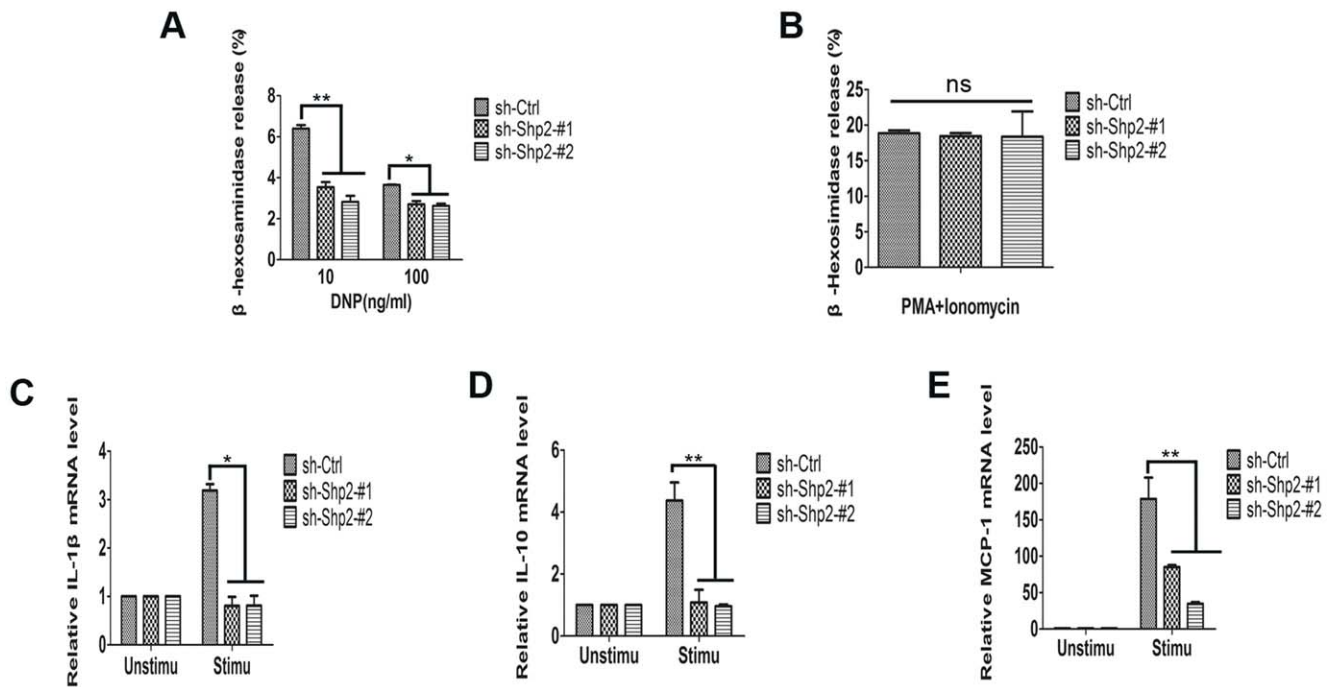 A
β -hexosaminidase release (%)
8
6
4
2
0
**
*
10
100
DNP(ng/ml)
sh-Ctrl
sh-Shp2-#1
sh-Shp2-#2
B
β -Hexosimidase release (%)
25
20
15
10
5
0
ns
PMA+Ionomycin
sh-Ctrl
sh-Shp2-#1
sh-Shp2-#2
C
Relative IL-1β mRNA level
4
3
2
1
0
*
Unstimu
Stimu
sh-Ctrl
sh-Shp2-#1
sh-Shp2-#2
D
Relative IL-10 mRNA level
6
4
2
0
**
Unstimu
Stimu
sh-Ctrl
sh-Shp2-#1
sh-Shp2-#2
E
Relative MCP-1 mRNA level
250
200
150
100
50
0
**
Unstimu
Stimu
sh-Ctrl
sh-Shp2-#1
sh-Shp2-#2